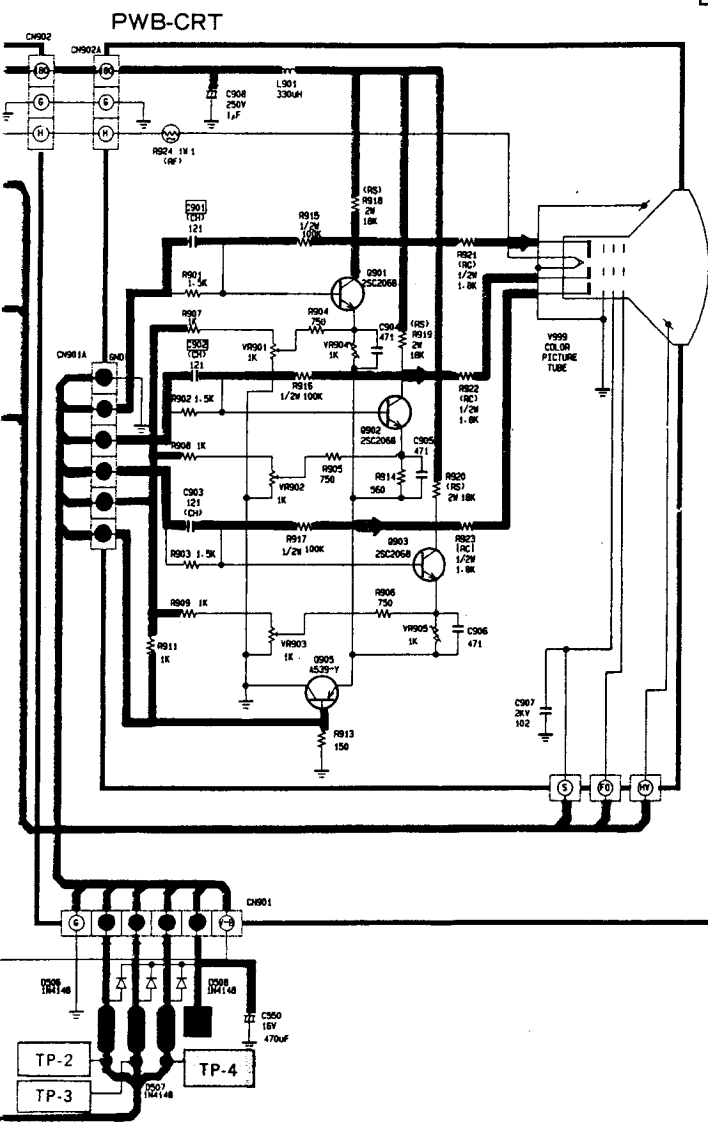 PWB-CRT
CN902
CN902A
180
180
G
G
H
H
C908
250V
1μF
L901
330uH
R924 1W 1
(RF)
(RS)
R918
2W
18K
C901
(CH)
121
R915
1/2W
100K
R921
(RC)
1/2W
1.8K
R901
1.5K
Q901
2SC2068
R907
1K
R904
750
C904
471
(RS)
R919
2W
18K
VR901
1K
VR904
1K
C902
(CH)
121
CN901A
GND
R916
1/2W 100K
R922
(RC)
1/2W
1.8K
V999
COLOR
PICTURE
TUBE
R902 1.5K
Q902
2SC2068
R908 1K
R905
750
C905
471
VR902
1K
R914
560
R920
(RS)
2W 18K
C903
121
(CH)
R917
1/2W 100K
Q903
2SC2068
R923
(RC)
1/2W
1.8K
R903 1.5K
R909 1K
R906
750
VR903
1K
VR905
1K
C906
471
R911
1K
Q905
A539-Y
R913
150
C907
2KV
102
S
FO
HV
CN901
G
D506
1N4148
D508
1N4148
C550
16V
470uF
TP-2
TP-3
TP-4
D507
1N4148